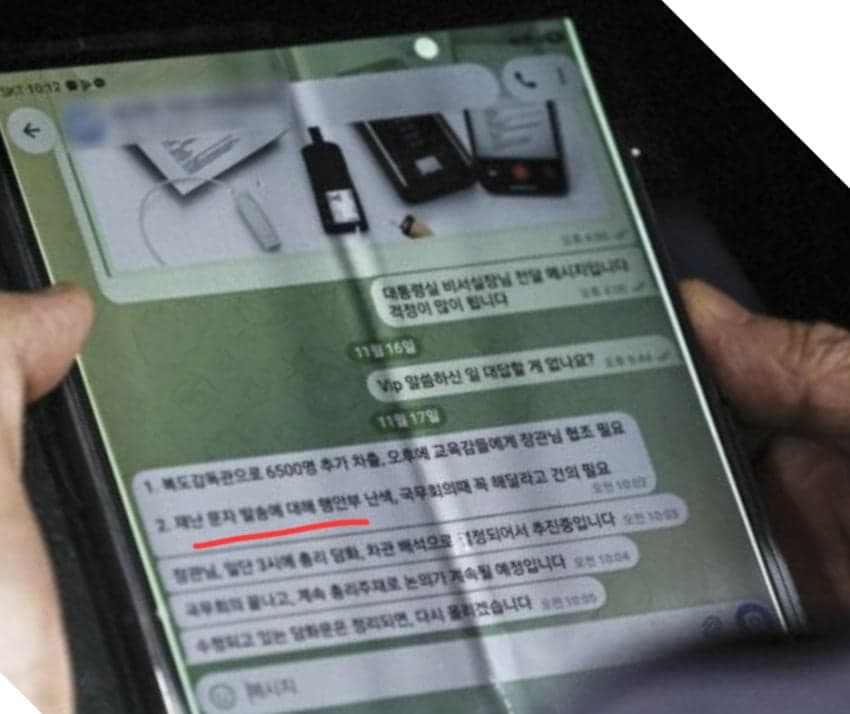 SKT 10:12
대통령실 비서실장님 전달 메시지입니다
걱정이 많이 됩니다
11월 16일
Vip 말씀하신 일 대답할 게 없나요?
11월 17일
1. 복도감독관으로 6500명 추가 차출, 오후에 교육감들에게 장관님 협조 필요
2. 재난 문자 발송에 대해 행안부 난색, 국무회의때 꼭 해달라고 건의 필요
오전 10:02
장관님, 일단 3시에 총리 담화, 차관 배석으로 결정되어서 추진중입니다 오전 10:03
국무회의 끝나고, 계속 총리주재로 논의가 계속될 예정입니다 오전 10:04
수정되고 있는 담화문은 정리되면, 다시 올리겠습니다 오전 10:05
메시지